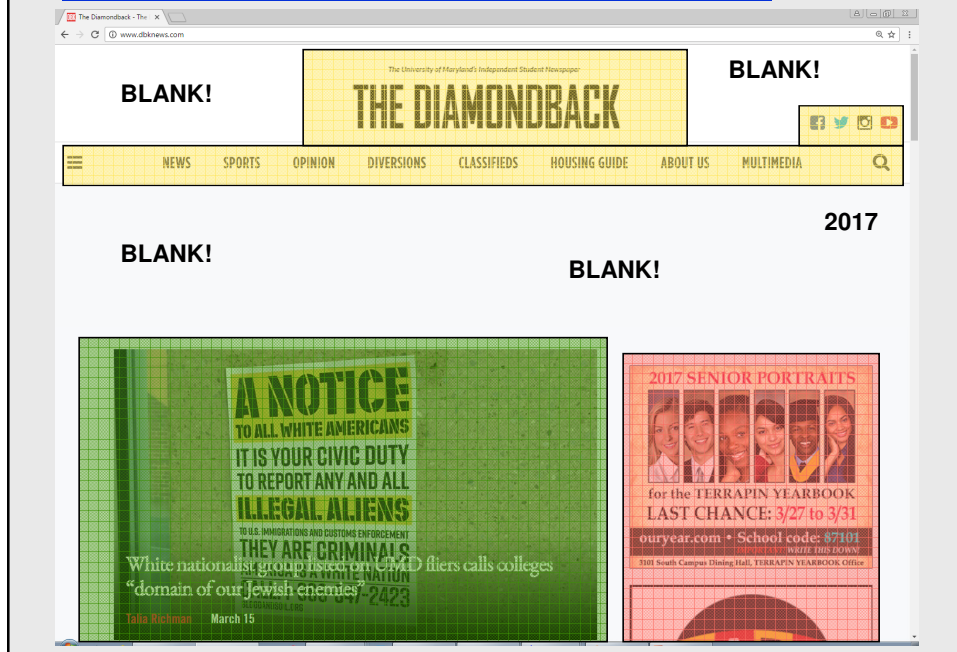 The Diamondback - The
www.dbknews.com
BLANK!
The University of Maryland's Independent Student Newspaper
THE DIAMONDBACK
BLANK!
NEWS SPORTS OPINION DIVERSIONS CLASSIFIEDS HOUSING GUIDE ABOUT US MULTIMEDIA
2017
BLANK!
BLANK!
A NOTICE
TO ALL WHITE AMERICANS
IT IS YOUR CIVIC DUTY
TO REPORT ANY AND ALL
ILLEGAL ALIENS
TO U.S. IMMIGRATIONS AND CUSTOMS ENFORCEMENT
THEY ARE CRIMINALS
AMERICA IS A WHITE NATION
White nationalist group listed on UMD fliers calls colleges
“domain of our Jewish enemies”
Talia Richman March 15
2017 SENIOR PORTRAITS
for the TERRAPIN YEARBOOK
LAST CHANCE: 3/27 to 3/31
ouryear.com • School code: 87101
IMPORTANT! WRITE THIS DOWN!
3101 South Campus Dining Hall, TERRAPIN YEARBOOK Office